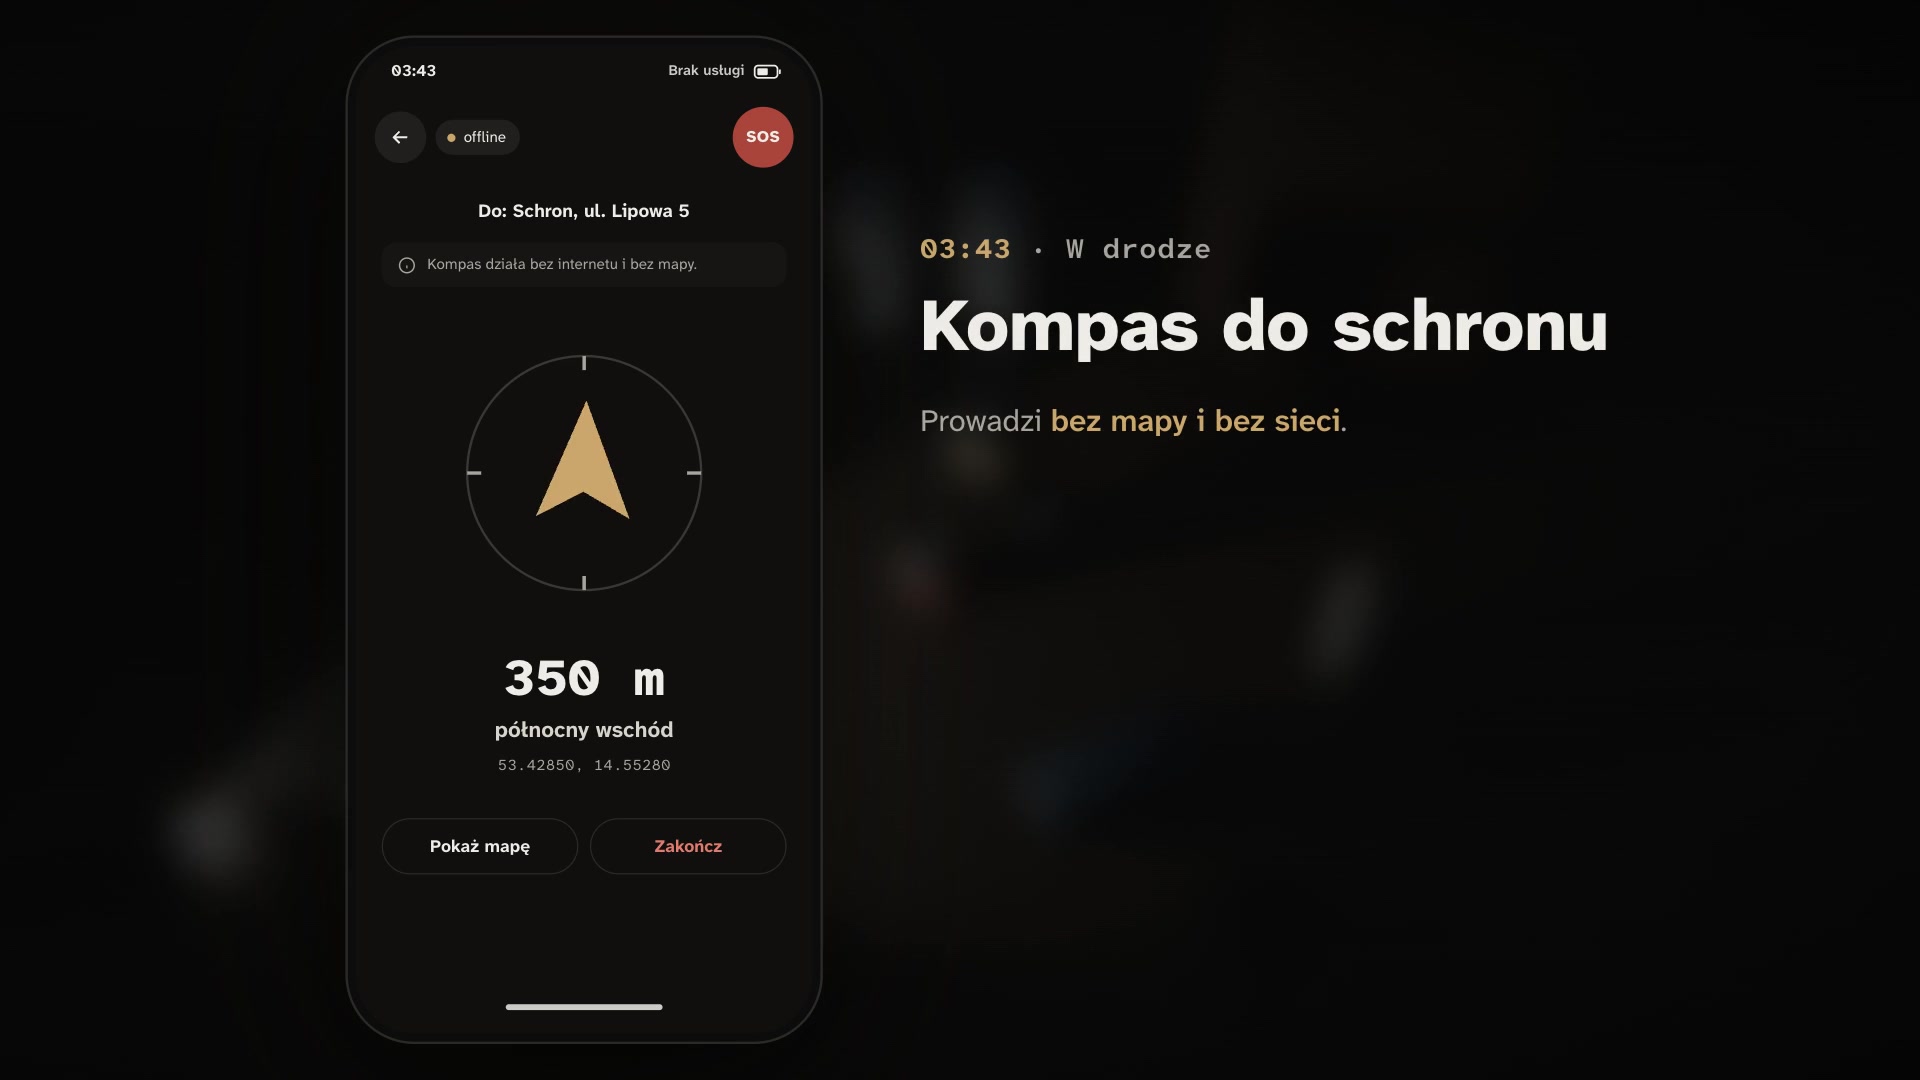 03:43
Brak usługi
offline
SOS
Do: Schron, ul. Lipowa 5
Kompas działa bez internetu i bez mapy.
350 m
północny wschód
53.42850, 14.55280
Pokaż mapę
Zakończ
03:43 · W drodze
Kompas do schronu
Prowadzi bez mapy i bez sieci.